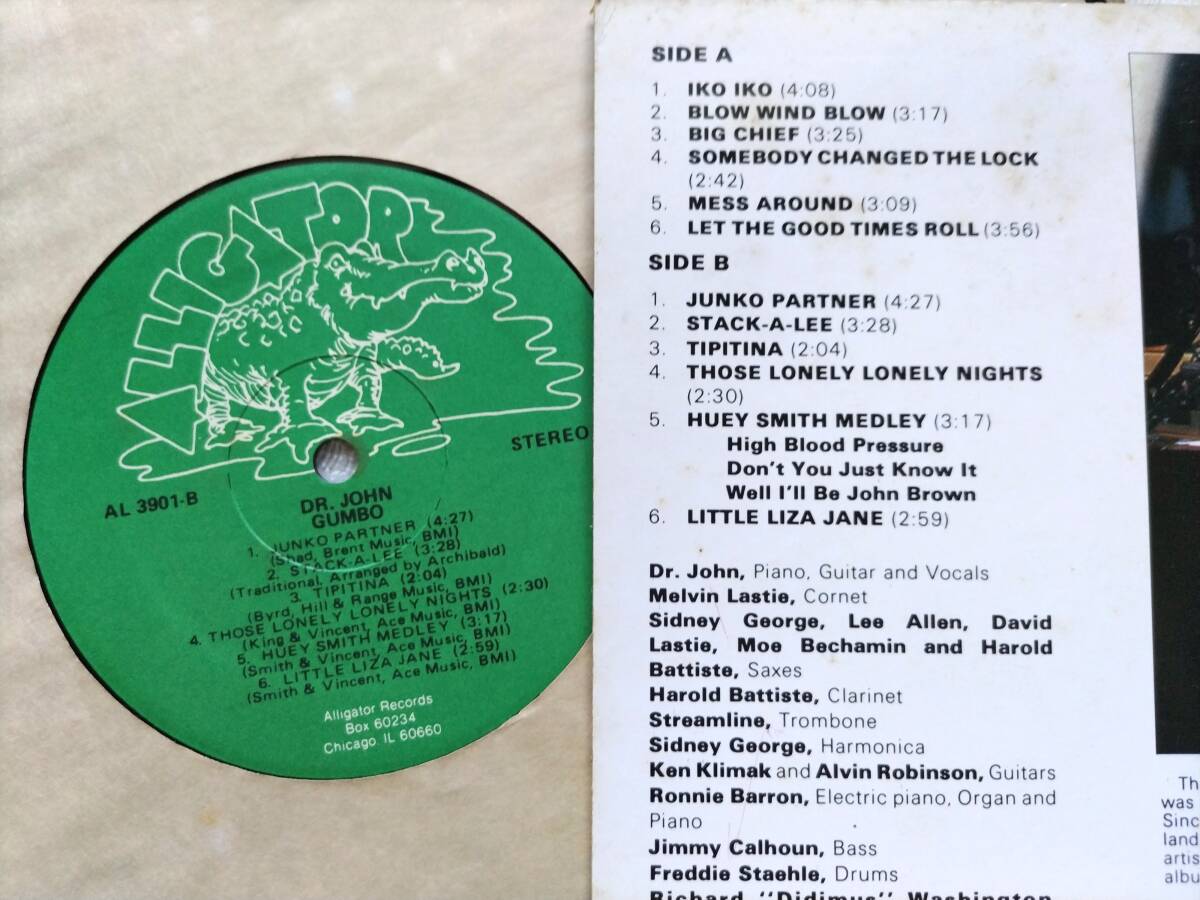 ALLIGATOR
STEREO
AL 3901-B
DR. JOHN
GUMBO
1. JUNKO PARTNER (4:27)
(Shad, Brent Music, BMI)
2. STACK-A-LEE (3:28)
(Traditional, Arranged by Archibald)
3. TIPITINA (2:04)
(Byrd, Hill & Range Music, BMI)
4. THOSE LONELY LONELY NIGHTS (2:30)
(King & Vincent, Ace Music, BMI)
5. HUEY SMITH MEDLEY (3:17)
(Smith & Vincent, Ace Music, BMI)
6. LITTLE LIZA JANE (2:59)
(Smith & Vincent, Ace Music, BMI)
Alligator Records
Box 60234
Chicago IL 60660
SIDE A
1. IKO IKO (4:08)
2. BLOW WIND BLOW (3:17)
3. BIG CHIEF (3:25)
4. SOMEBODY CHANGED THE LOCK
(2:42)
5. MESS AROUND (3:09)
6. LET THE GOOD TIMES ROLL (3:56)
SIDE B
1. JUNKO PARTNER (4:27)
2. STACK-A-LEE (3:28)
3. TIPITINA (2:04)
4. THOSE LONELY LONELY NIGHTS
(2:30)
5. HUEY SMITH MEDLEY (3:17)
High Blood Pressure
Don't You Just Know It
Well I'll Be John Brown
6. LITTLE LIZA JANE (2:59)
Dr. John, Piano, Guitar and Vocals
Melvin Lastie, Cornet
Sidney George, Lee Allen, David
Lastie, Moe Bechamin and Harold
Battiste, Saxes
Harold Battiste, Clarinet
Streamline, Trombone
Sidney George, Harmonica
Ken Klimak and Alvin Robinson, Guitars
Ronnie Barron, Electric piano, Organ and
Piano
Jimmy Calhoun, Bass
Freddie Staehle, Drums
Richard "Didimus" Washington
Th
was
Sinc
land
artis
albu